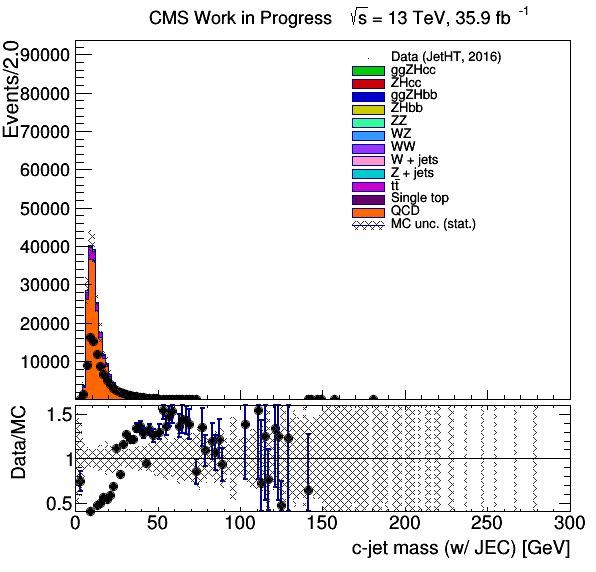 CMS Work in Progress √s = 13 TeV, 35.9 fb -1
Events/2.0
90000
80000
70000
60000
50000
40000
30000
20000
10000
Data (JetHT, 2016)
ggZHcc
ZHcc
ggZHbb
ZHbb
ZZ
WZ
WW
W + jets
Z + jets
tt̄
Single top
QCD
MC unc. (stat.)
Data/MC
1.5
1
0.5
0 50 100 150 200 250 300
c-jet mass (w/ JEC) [GeV]